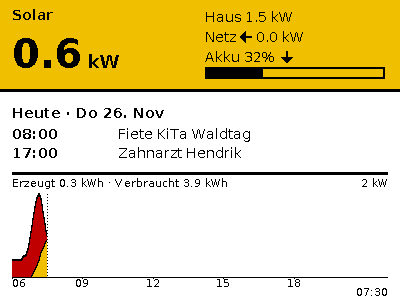 Solar
0.6 kW
Haus 1.5 kW
Netz 0.0 kW
Akku 32%
Heute · Do 26. Nov
08:00 Fiete KiTa Waldtag
17:00 Zahnarzt Hendrik
Erzeugt 0.3 kWh · Verbraucht 3.9 kWh 2 kW
06 09 12 15 18
07:30